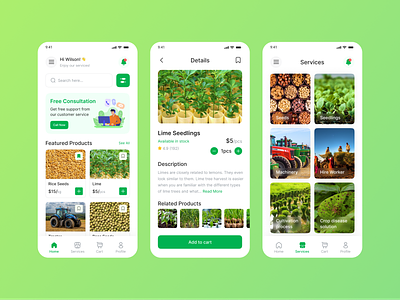 9:41
Hi Wilson! 👋
Enjoy our services!
Search here...
Free Consultation
Get free support from
our customer service
Call Now
Featured Products
See All
Rice Seeds
$15/kg
Lime
$5/pcs
Home
Services
Cart
Profile
9:41
Details
Lime Seedlings
Available in stock
$5/pcs
1pcs
Description
Limes are closely related to lemons. They even
look similar to them. Lime tree harvest is easier
when you are familiar with the different types
of lime trees and what... Read More
Related Products
Add to cart
9:41
Services
Seeds
Seedlings
Machinery
Hire Worker
Cultivation
process
Crop disease
solution
Home
Services
Cart
Profile